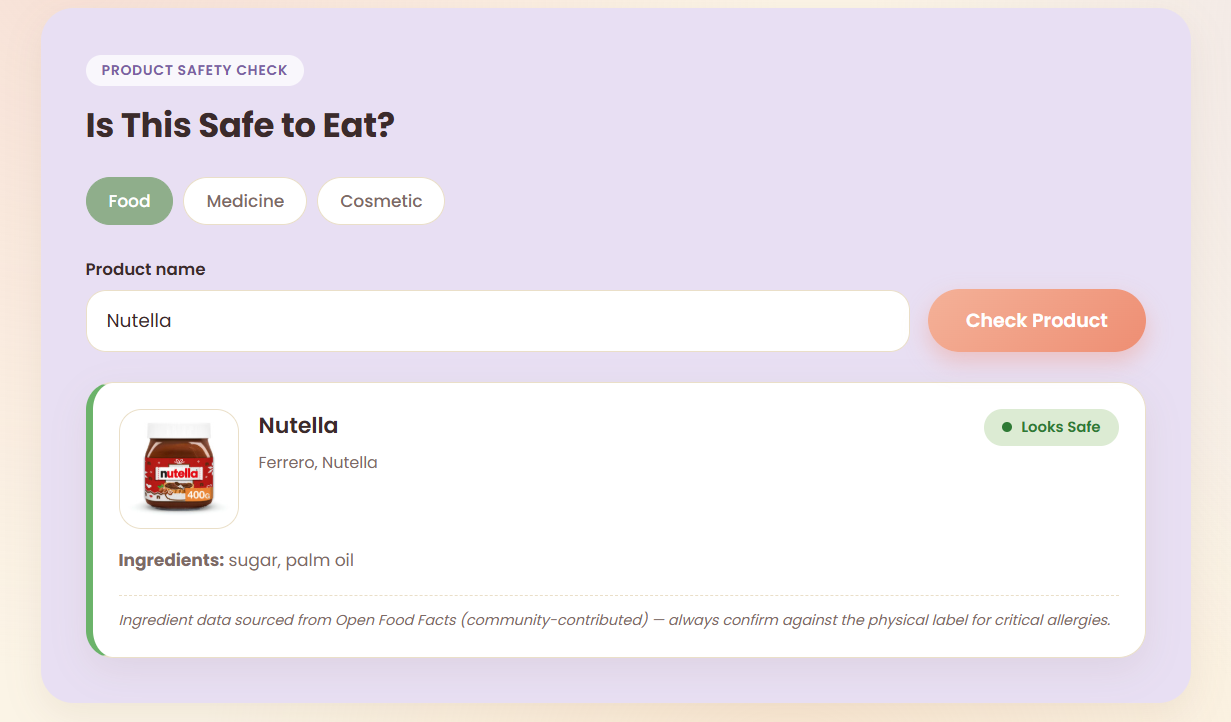 PRODUCT SAFETY CHECK
Is This Safe to Eat?
Food
Medicine
Cosmetic
Product name
Nutella
Check Product
nutella
400g
Nutella
Looks Safe
Ferrero, Nutella
Ingredients: sugar, palm oil
Ingredient data sourced from Open Food Facts (community-contributed) — always confirm against the physical label for critical allergies.